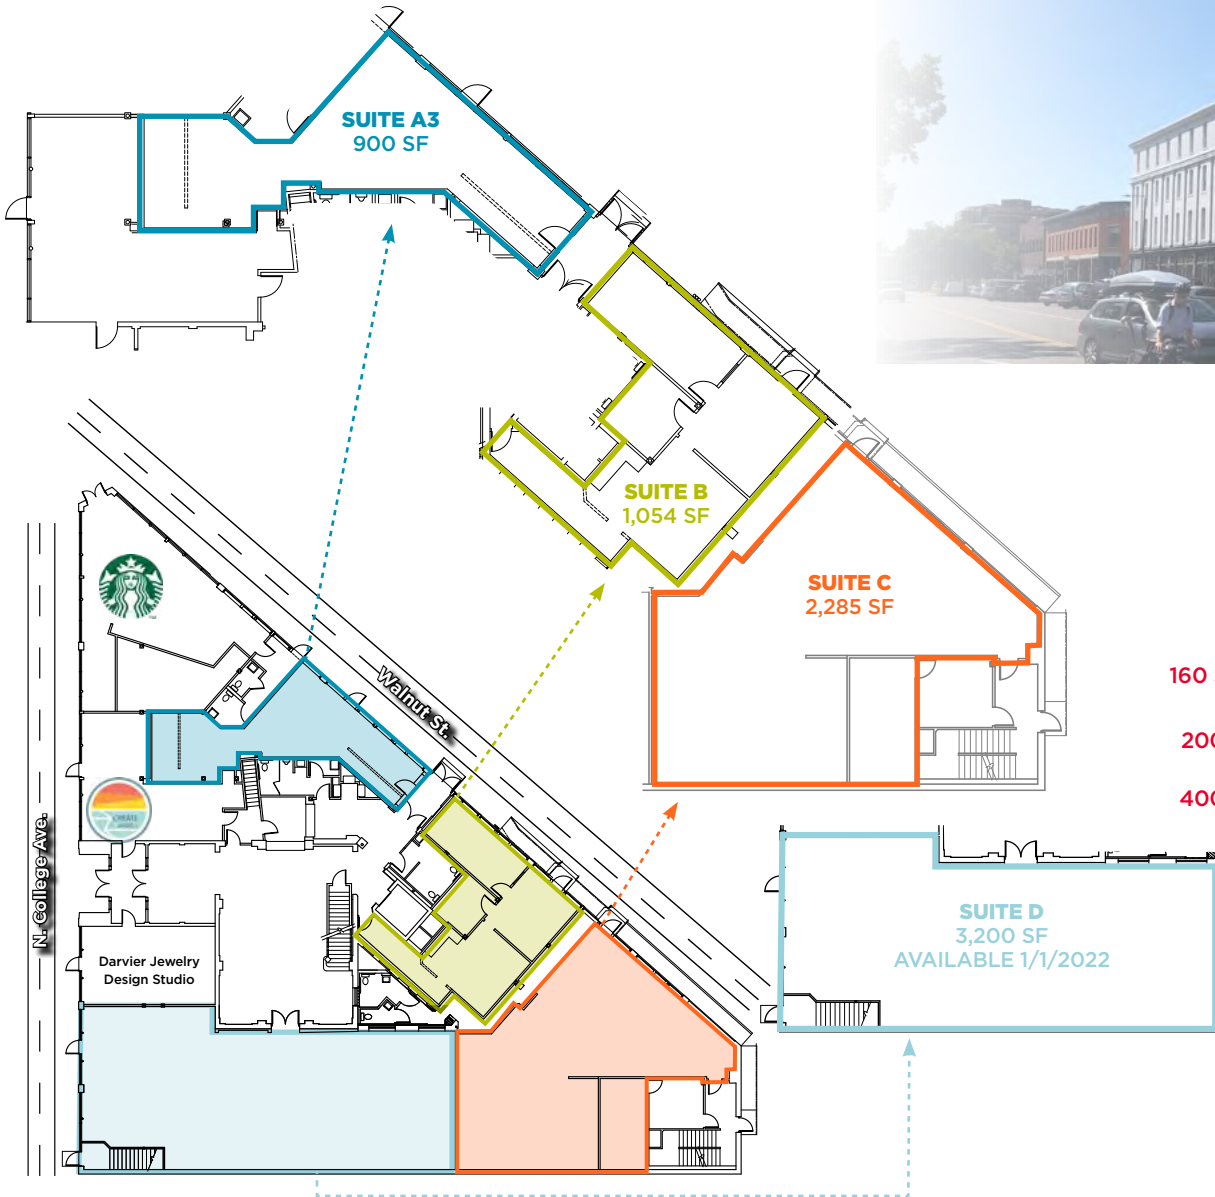 SUITE A3
900 SF
SUITE B
1,054 SF
SUITE C
2,285 SF
160
200
400
Walnut St.
N. College Ave.
CREATE
SUITE D
3,200 SF
AVAILABLE 1/1/2022
Darvier Jewelry
Design Studio